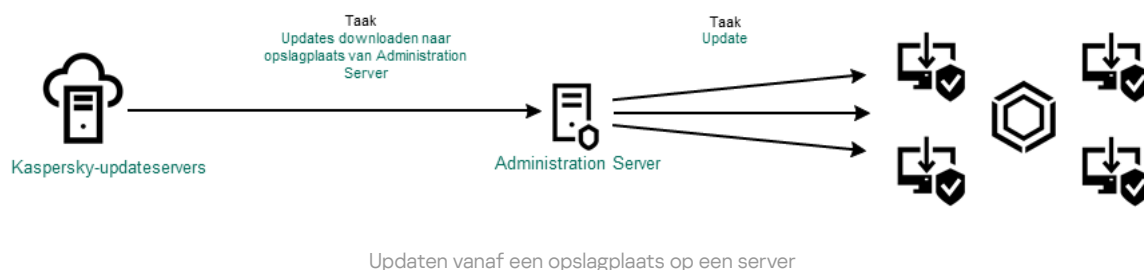 Taak
Updates downloaden naar
opslagplaats van Administration
Server
Taak
Update
Kaspersky-updateservers
Administration Server
Updaten vanaf een opslagplaats op een server